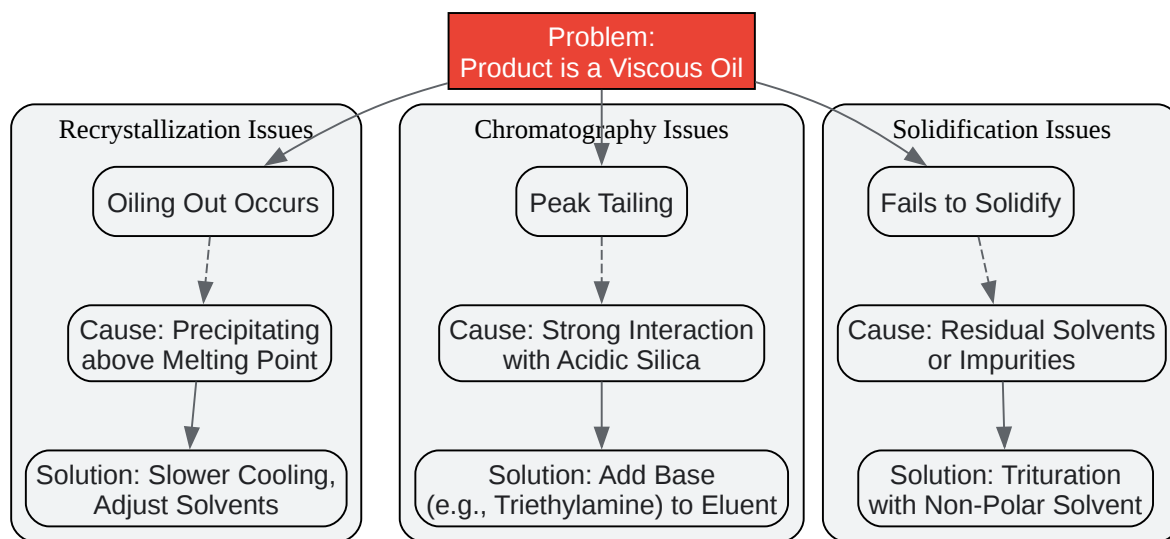 Problem:
Product is a Viscous Oil
Recrystallization Issues
Oiling Out Occurs
Cause: Precipitating
above Melting Point
Solution: Slower Cooling,
Adjust Solvents
Chromatography Issues
Peak Tailing
Cause: Strong Interaction
with Acidic Silica
Solution: Add Base
(e.g., Triethylamine) to Eluent
Solidification Issues
Fails to Solidify
Cause: Residual Solvents
or Impurities
Solution: Trituration
with Non-Polar Solvent